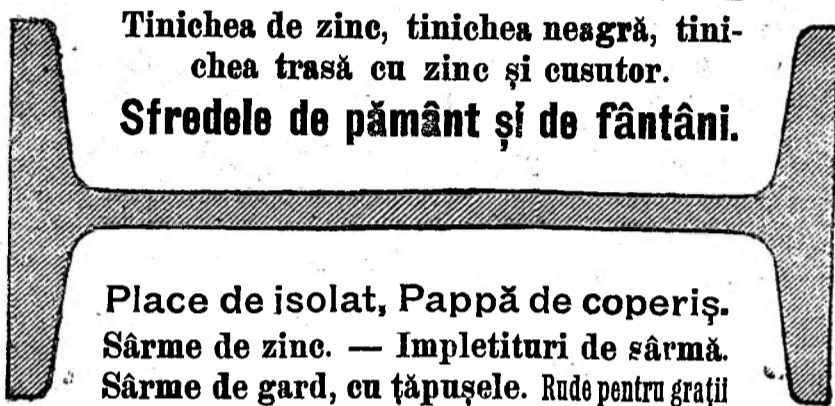 Tinichea de zinc, tinichea neagră, tini-
chea trasă cu zinc și cusutor.
Sfredele de pământ și de fântâni.
Place de isolat, Pappă de coperiș.
Sârme de zinc. — Impletituri de sârmă.
Sârme de gard, cu țăpușele. Rude pentru grații